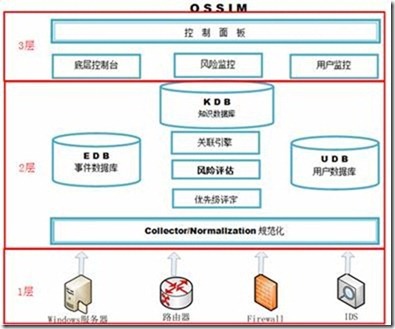 OSSIM
3层
控制面板
底层控制台
风险监控
用户监控
2层
KDB
知识数据库
EDB
事件数据库
关联引擎
风险评估
优先级评定
UDB
用户数据库
Collector/Normalization 规范化
1层
Windows服务器
路由器
Firewall
IDS